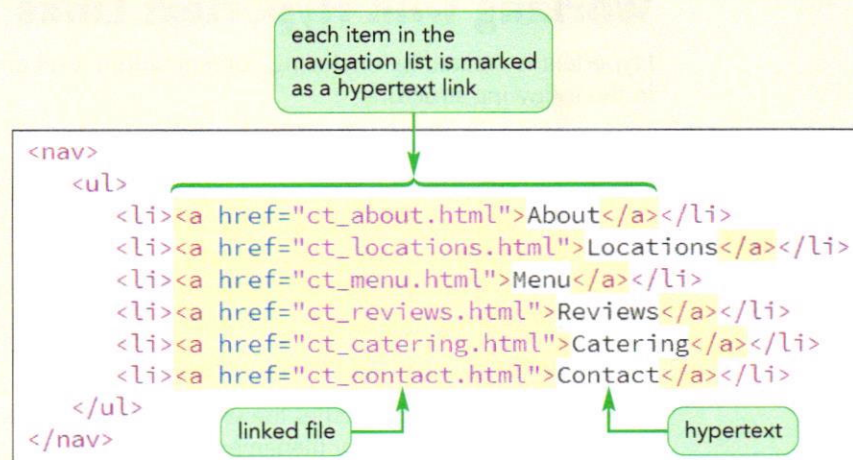 each item in the
navigation list is marked
as a hypertext link
<nav>
<ul>
<li><a href="ct_about.html">About</a></li>
<li><a href="ct_locations.html">Locations</a></li>
<li><a href="ct_menu.html">Menu</a></li>
<li><a href="ct_reviews.html">Reviews</a></li>
<li><a href="ct_catering.html">Catering</a></li>
<li><a href="ct_contact.html">Contact</a></li>
</ul>
</nav>
linked file
hypertext